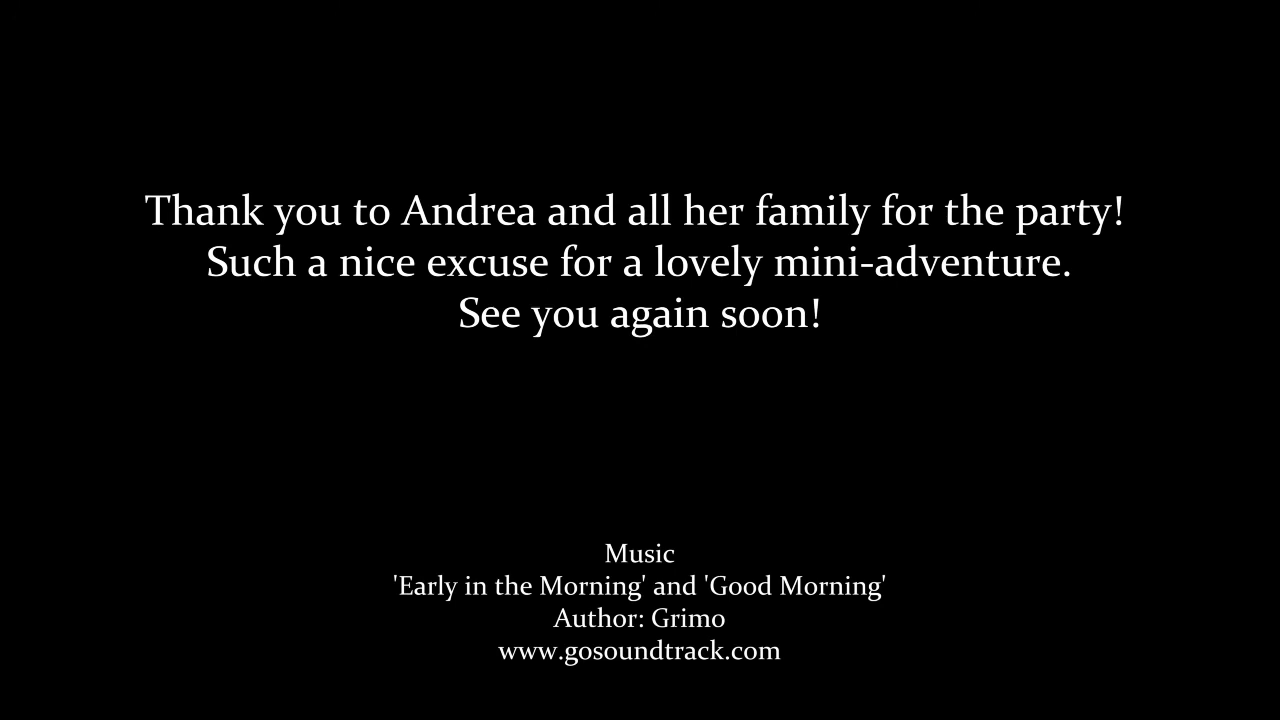 Thank you to Andrea and all her family for the party!
Such a nice excuse for a lovely mini-adventure.
See you again soon!
Music
'Early in the Morning' and 'Good Morning'
Author: Grimo
www.gosoundtrack.com